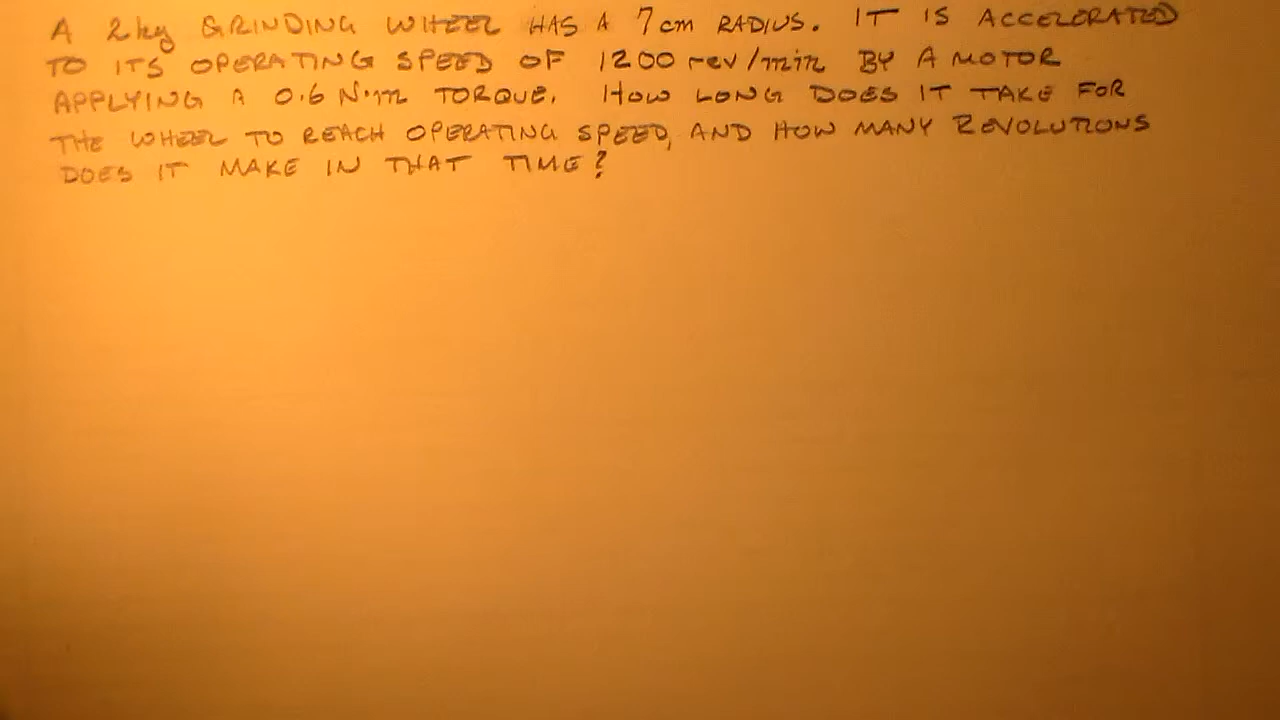 A 2kg GRINDING WHEEL HAS A 7cm RADIUS. IT IS ACCELERATED
TO ITS OPERATING SPEED OF 1200 rev/min BY A MOTOR
APPLYING A 0.6 N·m TORQUE. HOW LONG DOES IT TAKE FOR
THE WHEEL TO REACH OPERATING SPEED, AND HOW MANY REVOLUTIONS
DOES IT MAKE IN THAT TIME?